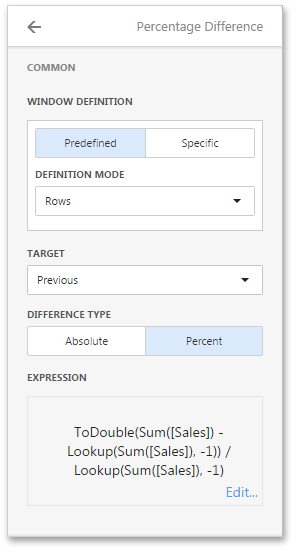 Percentage Difference
COMMON
WINDOW DEFINITION
Predefined Specific
DEFINITION MODE
Rows
TARGET
Previous
DIFFERENCE TYPE
Absolute Percent
EXPRESSION
ToDouble(Sum([Sales]) -
Lookup(Sum([Sales]), -1)) /
Lookup(Sum([Sales]), -1)
Edit...